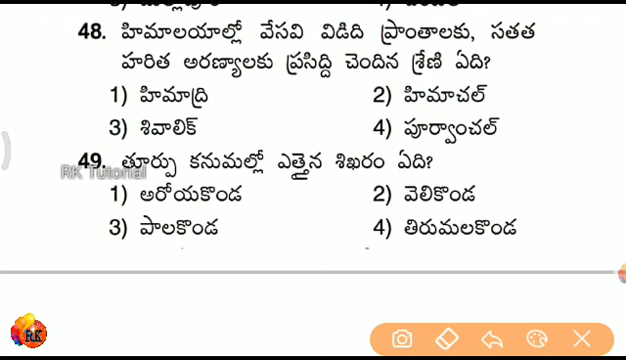 48. హిమాలయాల్లో వేసవి విడిది ప్రాంతాలకు, సతత
హరిత అరణ్యాలకు ప్రసిద్ధి చెందిన శ్రేణి ఏది?
1) హిమాద్రి 2) హిమాచల్
3) శివాలిక్ 4) పూర్వాంచల్
49. తూర్పు కనుమల్లో ఎత్తైన శిఖరం ఏది?
RK Tutorial
1) అరోయకొండ 2) వెలికొండ
3) పాలకొండ 4) తిరుమలకొండ
RK